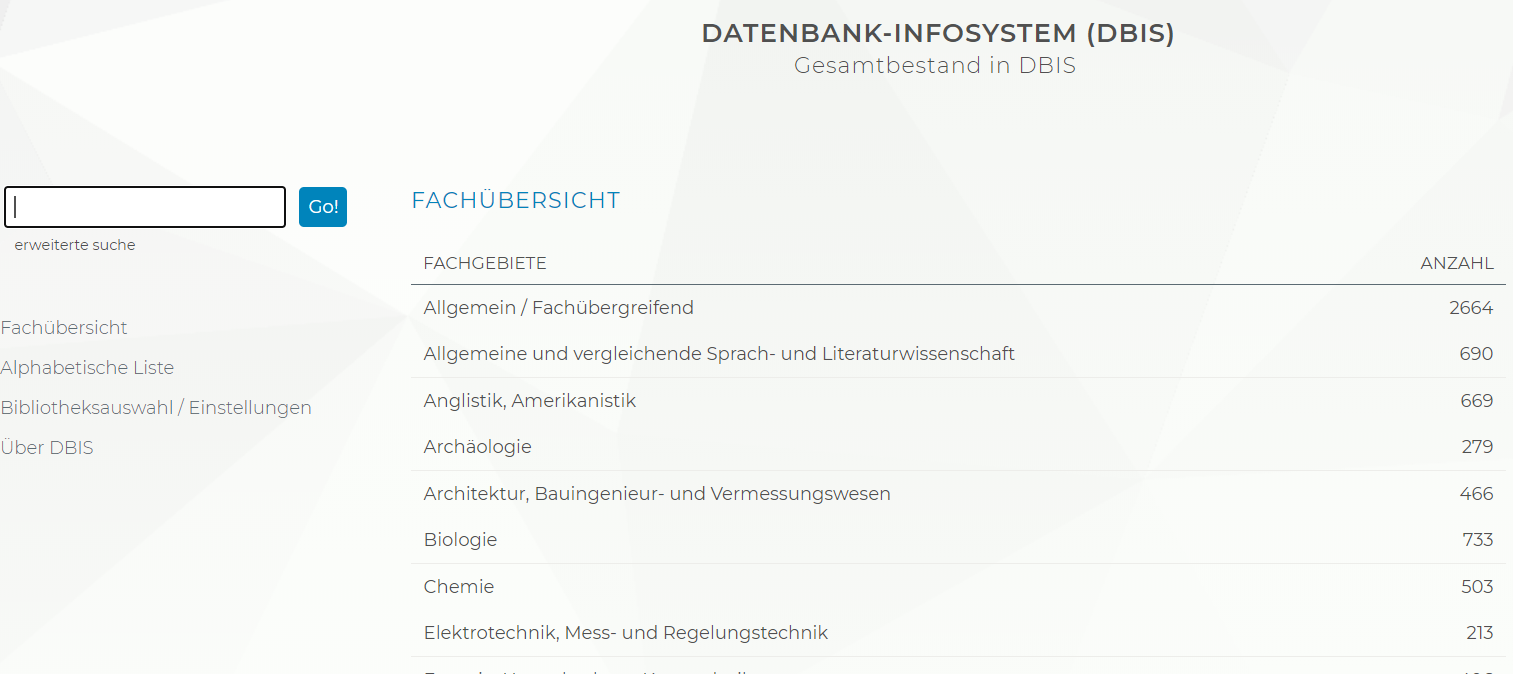 DATENBANK-INFOSYSTEM (DBIS)
Gesamtbestand in DBIS
Go!
erweiterte suche
Fachübersicht
Alphabetische Liste
Bibliotheksauswahl / Einstellungen
Über DBIS
FACHÜBERSICHT
FACHGEBIETE ANZAHL
Allgemein / Fachübergreifend 2664
Allgemeine und vergleichende Sprach- und Literaturwissenschaft 690
Anglistik, Amerikanistik 669
Archäologie 279
Architektur, Bauingenieur- und Vermessungswesen 466
Biologie 733
Chemie 503
Elektrotechnik, Mess- und Regelungstechnik 213